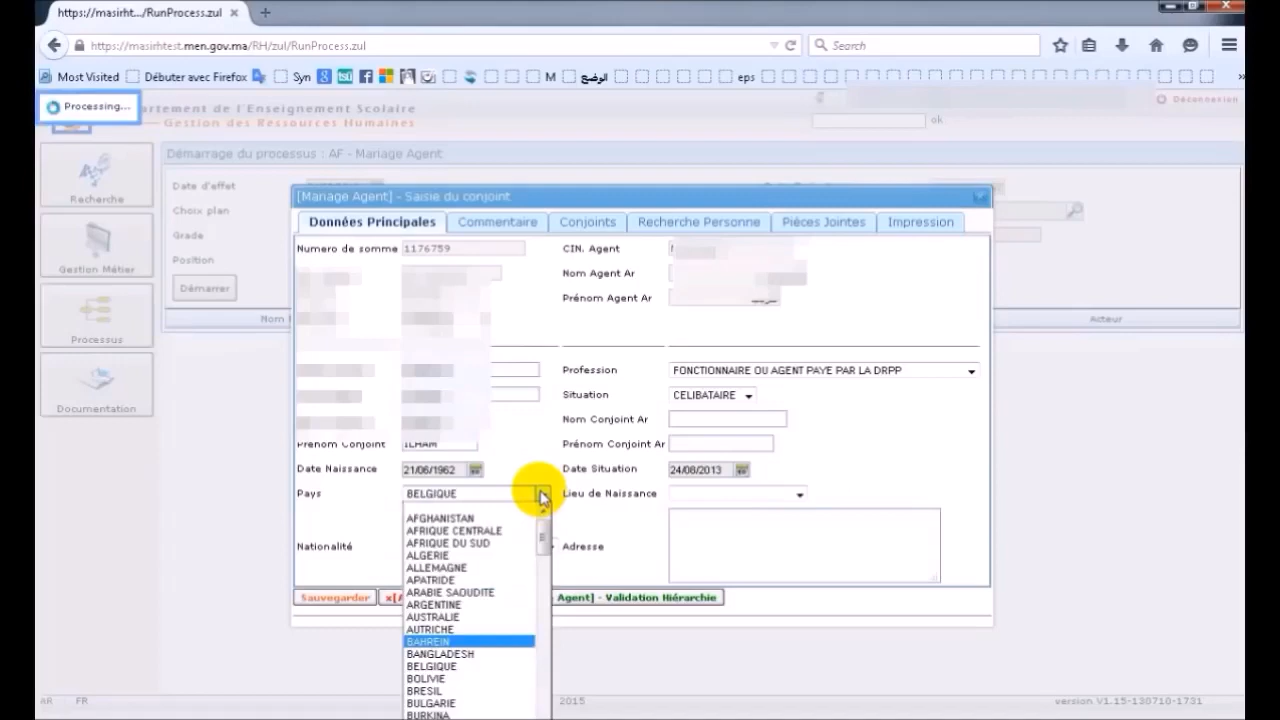 https://masirht.../RunProcess.zul
https://masirhtest.men.gov.ma/RH/zul/RunProcess.zul
Search
Most Visited
Débuter avec Firefox
Syn
M
الوضع
eps
Processing...
artement de l'Enseignement Scolaire
Gestion des Ressources Humaines
Déconnexion
ok
Recherche
Gestion Métier
Processus
Documentation
Démarrage du processus : AF - Mariage Agent
Date d'effet
Choix plan
Grade
Position
Démarrer
Nom
Acteur
[Manage Agent] - Saisie du conjoint
Données Principales
Commentaire
Conjoints
Recherche Personne
Pièces Jointes
Impression
Numero de somme 1176759
CIN. Agent
Nom Agent Ar
Prénom Agent Ar
Profession FONCTIONNAIRE OU AGENT PAYE PAR LA DRPP
Situation CELIBATAIRE
Nom Conjoint Ar
Prénom Conjoint ILHAM
Prénom Conjoint Ar
Date Naissance 21/06/1962
Date Situation 24/08/2013
Pays BELGIQUE
Lieu de Naissance
AFGHANISTAN
AFRIQUE CENTRALE
AFRIQUE DU SUD
ALGERIE
ALLEMAGNE
APATRIDE
ARABIE SAOUDITE
ARGENTINE
AUSTRALIE
AUTRICHE
BAHREIN
BANGLADESH
BELGIQUE
BOLIVIE
BRESIL
BULGARIE
BURKINA
Nationalité
Adresse
Sauvegarder
x[A
Agent] - Validation Hiérarchie
AR FR
2015
version V1.15-130710-1731